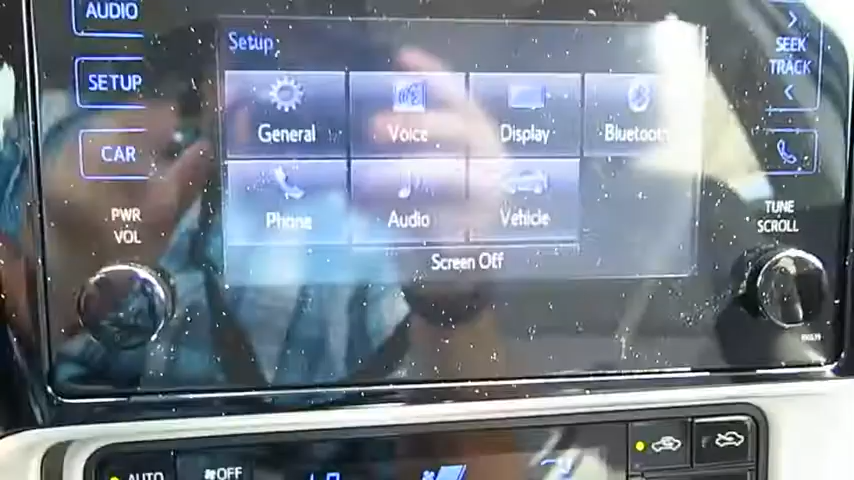 AUDIO
SETUP
CAR
PWR
VOL
Setup
General
Voice
Display
Bluetooth
Phone
Audio
Vehicle
Screen Off
SEEK
TRACK
TUNE
SCROLL
AUTO
OFF